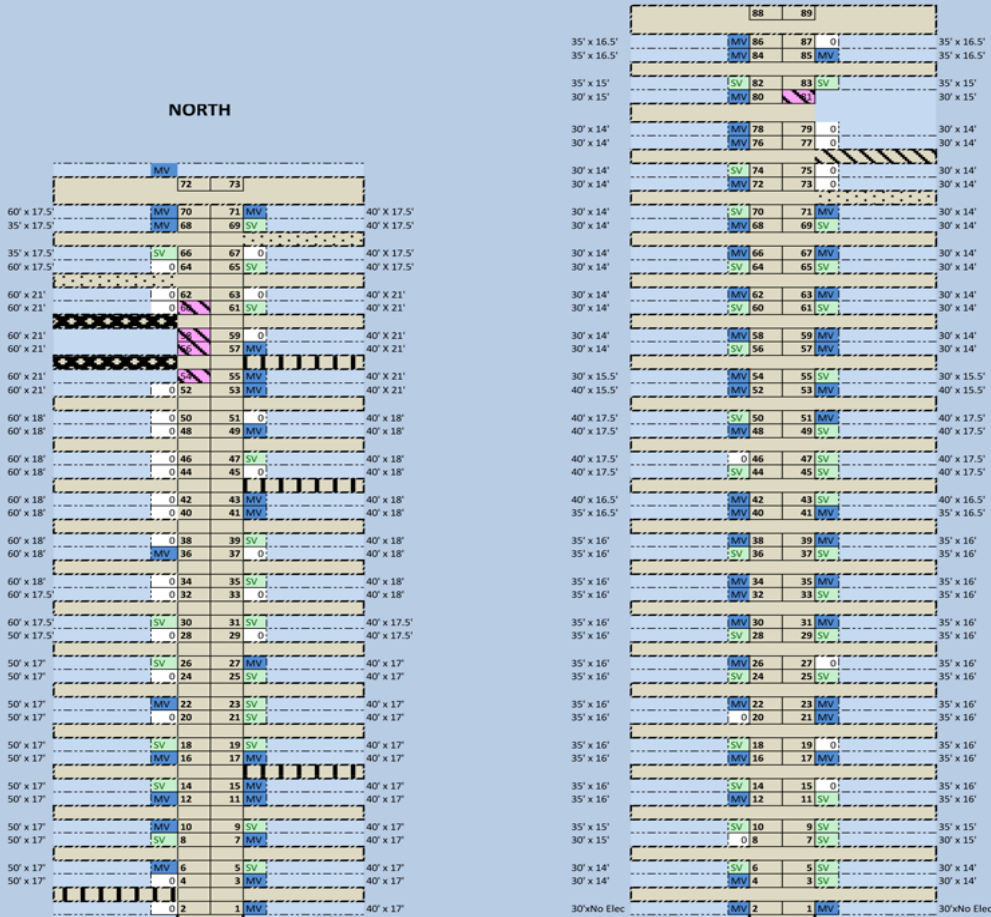 NORTH
MV
72 73
60' x 17.5' MV 70 71 MV 40' X 17.5'
35' x 17.5' MV 68 69 SV 40' X 17.5'
35' x 17.5' SV 66 67 0 40' X 17.5'
60' x 17.5' 0 64 65 SV 40' X 17.5'
60' x 21' 0 62 63 0 40' X 21'
60' x 21' 0 60 61 SV 40' X 21'
60' x 21' 58 59 0 40' X 21'
60' x 21' 56 57 MV 40' X 21'
60' x 21' 54 55 MV 40' X 21'
60' x 21' 0 52 53 MV 40' X 21'
60' x 18' 0 50 51 0 40' x 18'
60' x 18' 0 48 49 MV 40' x 18'
60' x 18' 0 46 47 SV 40' x 18'
60' x 18' 0 44 45 0 40' x 18'
60' x 18' 0 42 43 MV 40' x 18'
60' x 18' 0 40 41 MV 40' x 18'
60' x 18' 0 38 39 SV 40' x 18'
60' x 18' MV 36 37 0 40' x 18'
60' x 18' 0 34 35 SV 40' x 18'
60' x 17.5' 0 32 33 0 40' x 18'
60' x 17.5' SV 30 31 SV 40' x 17.5'
50' x 17.5' 0 28 29 0 40' x 17.5'
50' x 17' SV 26 27 MV 40' x 17'
50' x 17' 0 24 25 SV 40' x 17'
50' x 17' MV 22 23 SV 40' x 17'
50' x 17' 0 20 21 SV 40' x 17'
50' x 17' SV 18 19 SV 40' x 17'
50' x 17' MV 16 17 MV 40' x 17'
50' x 17' SV 14 15 MV 40' x 17'
50' x 17' MV 12 11 MV 40' x 17'
50' x 17' MV 10 9 SV 40' x 17'
50' x 17' SV 8 7 MV 40' x 17'
50' x 17' MV 6 5 SV 40' x 17'
50' x 17' 0 4 3 MV 40' x 17'
0 2 1 MV 40' x 17'
88 89
35' x 16.5' MV 86 87 0 35' x 16.5'
35' x 16.5' MV 84 85 MV 35' x 16.5'
35' x 15' SV 82 83 SV 35' x 15'
30' x 15' MV 80 81 30' x 15'
30' x 14' MV 78 79 0 30' x 14'
30' x 14' MV 76 77 0 30' x 14'
30' x 14' SV 74 75 0 30' x 14'
30' x 14' MV 72 73 0 30' x 14'
30' x 14' SV 70 71 MV 30' x 14'
30' x 14' MV 68 69 SV 30' x 14'
30' x 14' MV 66 67 MV 30' x 14'
30' x 14' SV 64 65 SV 30' x 14'
30' x 14' MV 62 63 MV 30' x 14'
30' x 14' SV 60 61 SV 30' x 14'
30' x 14' MV 58 59 MV 30' x 14'
30' x 14' SV 56 57 MV 30' x 14'
30' x 15.5' MV 54 55 SV 30' x 15.5'
40' x 15.5' MV 52 53 MV 40' x 15.5'
40' x 17.5' SV 50 51 MV 40' x 17.5'
40' x 17.5' MV 48 49 SV 40' x 17.5'
40' x 17.5' 0 46 47 SV 40' x 17.5'
40' x 17.5' SV 44 45 SV 40' x 17.5'
40' x 16.5' MV 42 43 SV 40' x 16.5'
35' x 16.5' MV 40 41 MV 35' x 16.5'
35' x 16' MV 38 39 MV 35' x 16'
35' x 16' SV 36 37 SV 35' x 16'
35' x 16' MV 34 35 MV 35' x 16'
35' x 16' MV 32 33 SV 35' x 16'
35' x 16' MV 30 31 MV 35' x 16'
35' x 16' SV 28 29 SV 35' x 16'
35' x 16' MV 26 27 0 35' x 16'
35' x 16' SV 24 25 SV 35' x 16'
35' x 16' MV 22 23 MV 35' x 16'
35' x 16' 0 20 21 MV 35' x 16'
35' x 16' SV 18 19 0 35' x 16'
35' x 16' MV 16 17 MV 35' x 16'
35' x 16' SV 14 15 0 35' x 16'
35' x 16' MV 12 11 SV 35' x 16'
35' x 15' SV 10 9 SV 35' x 15'
35' x 15' 0 8 7 SV 35' x 15'
30' x 14' SV 6 5 SV 30' x 14'
30' x 14' MV 4 3 SV 30' x 14'
30'xNo Elec MV 2 1 MV 30'xNo Elec